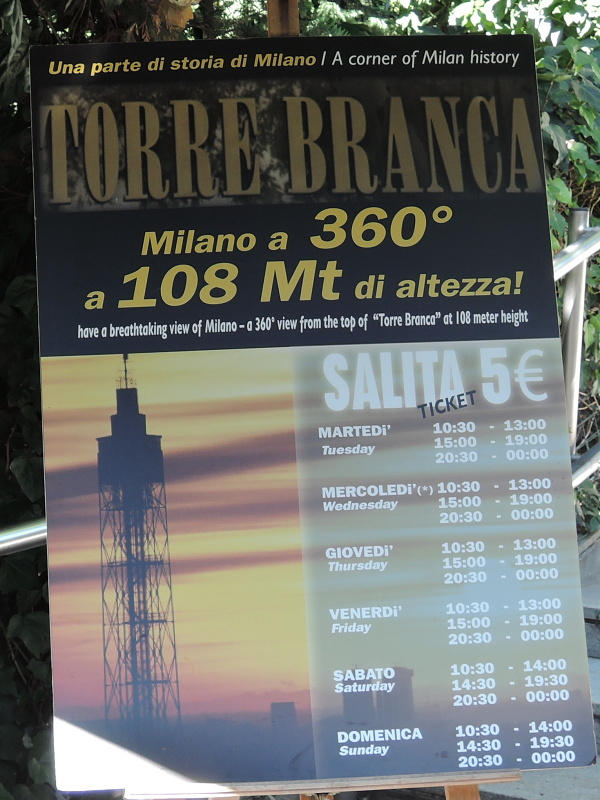 Una parte di storia di Milano / A corner of Milan history
TORRE BRANCA
Milano a 360°
a 108 Mt di altezza!
have a breathtaking view of Milano – a 360° view from the top of “Torre Branca” at 108 meter height
SALITA 5€
TICKET
MARTEDi’ 10:30 - 13:00
Tuesday 15:00 - 19:00
20:30 - 00:00
MERCOLEDi’(*) 10:30 - 13:00
Wednesday 15:00 - 19:00
20:30 - 00:00
GIOVEDi’ 10:30 - 13:00
Thursday 15:00 - 19:00
20:30 - 00:00
VENERDi’ 10:30 - 13:00
Friday 15:00 - 19:00
20:30 - 00:00
SABATO 10:30 - 14:00
Saturday 14:30 - 19:30
20:30 - 00:00
DOMENICA 10:30 - 14:00
Sunday 14:30 - 19:30
20:30 - 00:00